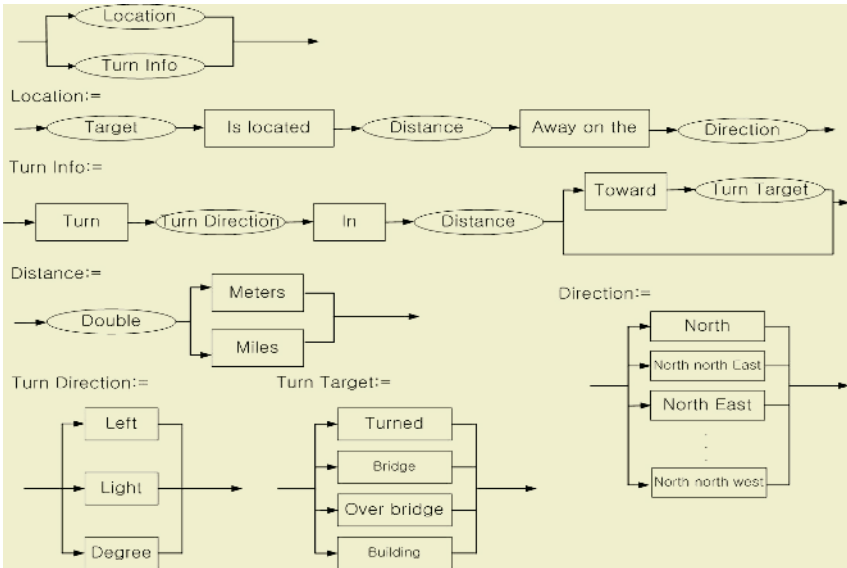 Location
Turn Info
Location:=
Target Is located Distance Away on the Direction
Turn Info:=
Toward Turn Target
Turn Turn Direction In Distance
Distance:=
Meters
Double
Miles
Direction:=
North
North north East
North East
North north west
Turn Direction:=
Left
Light
Degree
Turn Target:=
Turned
Bridge
Over bridge
Building